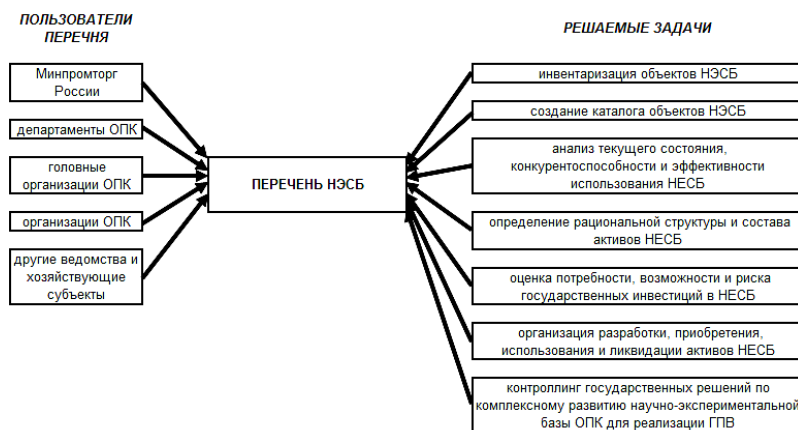 ПОЛЬЗОВАТЕЛИ
ПЕРЕЧНЯ
Минпромторг
России
департаменты ОПК
головные
организации ОПК
организации ОПК
другие ведомства и
хозяйствующие
субъекты
ПЕРЕЧЕНЬ НЭСБ
РЕШАЕМЫЕ ЗАДАЧИ
инвентаризация объектов НЭСБ
создание каталога объектов НЭСБ
анализ текущего состояния,
конкурентоспособности и эффективности
использования НЕСБ
определение рациональной структуры и состава
активов НЕСБ
оценка потребности, возможности и риска
государственных инвестиций в НЕСБ
организация разработки, приобретения,
использования и ликвидации активов НЕСБ
контроллинг государственных решений по
комплексному развитию научно-экспериментальной
базы ОПК для реализации ГПВ